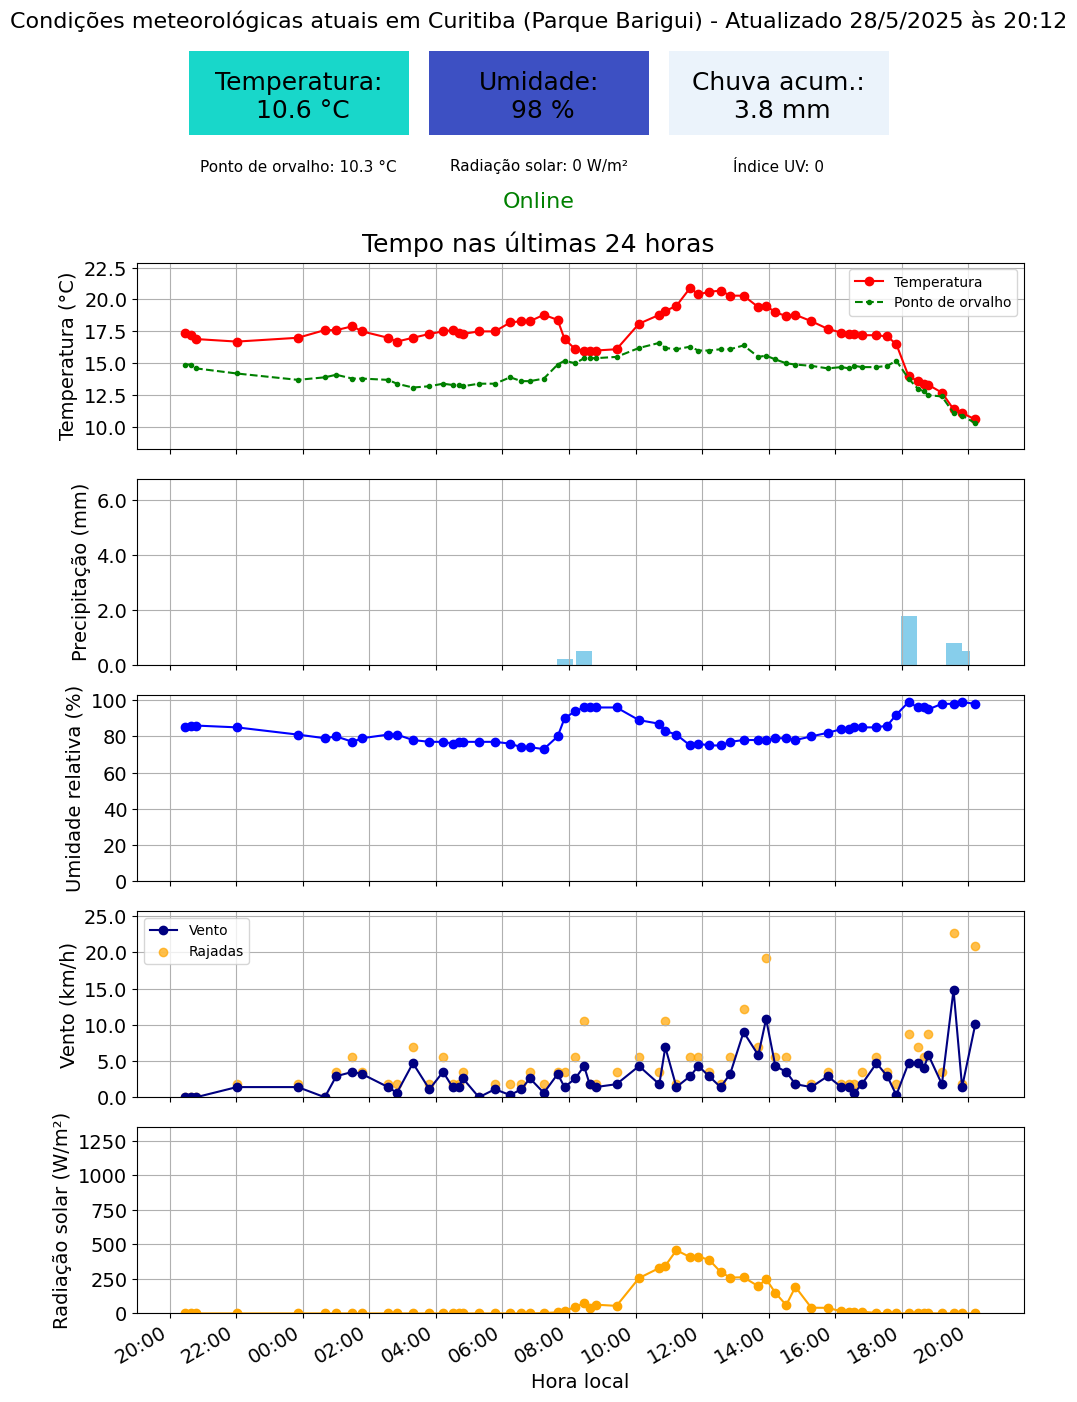 Condições meteorológicas atuais em Curitiba (Parque Barigui) - Atualizado 28/5/2025 às 20:12
Temperatura:
10.6 °C
Umidade:
98 %
Chuva acum.:
3.8 mm
Ponto de orvalho: 10.3 °C
Radiação solar: 0 W/m²
Índice UV: 0
Online
Tempo nas últimas 24 horas
Temperatura (°C)
22.5
20.0
17.5
15.0
12.5
10.0
Temperatura
Ponto de orvalho
Precipitação (mm)
6.0
4.0
2.0
0.0
Umidade relativa (%)
100
80
60
40
20
0
Vento (km/h)
25.0
20.0
15.0
10.0
5.0
0.0
Vento
Rajadas
Radiação solar (W/m²)
1250
1000
750
500
250
0
20:00
22:00
00:00
02:00
04:00
06:00
08:00
10:00
12:00
14:00
16:00
18:00
20:00
Hora local